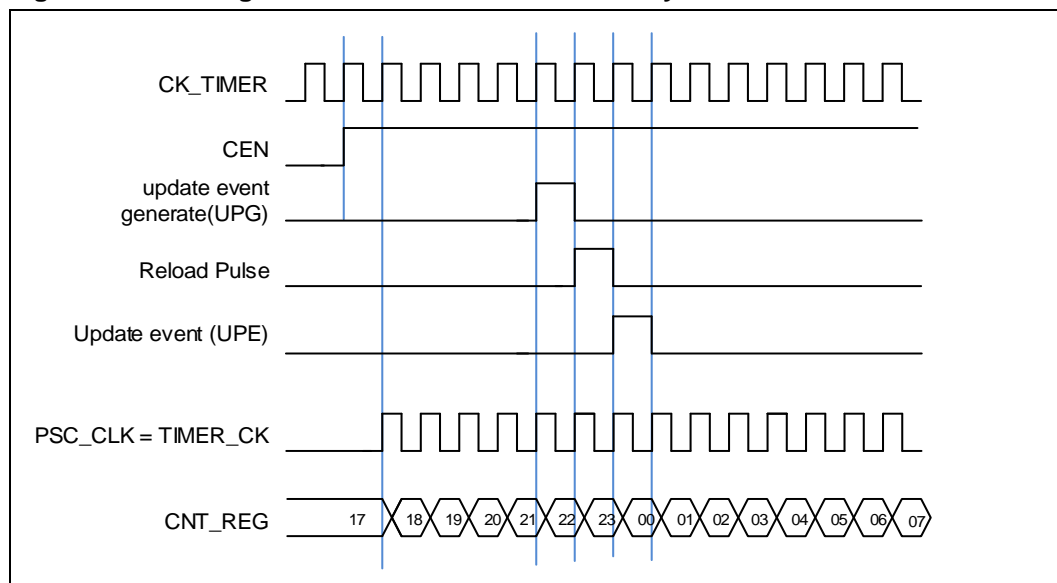 CK_TIMER
CEN
update event
generate(UPG)
Reload Pulse
Update event (UPE)
PSC_CLK = TIMER_CK
CNT_REG 17 18 19 20 21 22 23 00 01 02 03 04 05 06 07